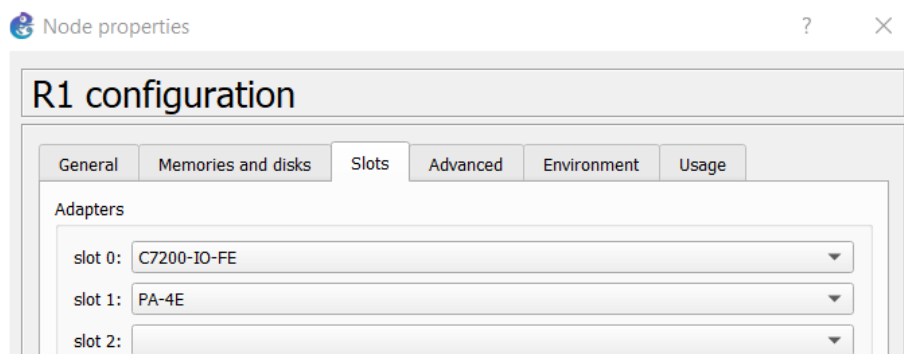 Node properties ? ×
R1 configuration
General Memories and disks Slots Advanced Environment Usage
Adapters
slot 0: C7200-IO-FE
slot 1: PA-4E
slot 2: